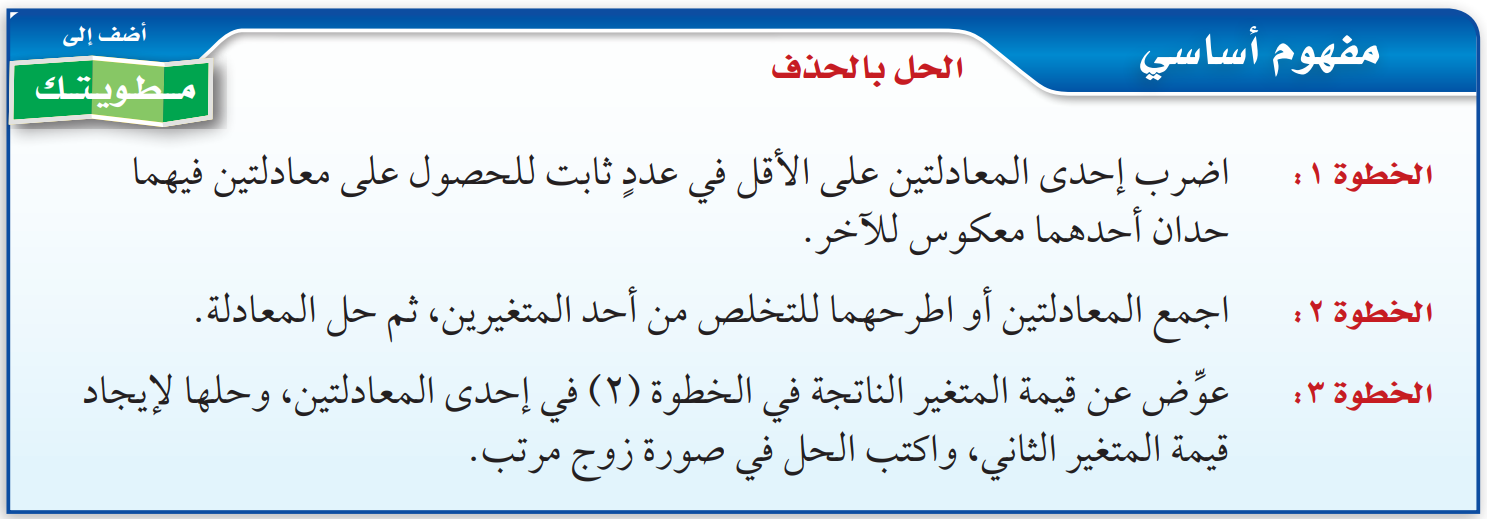 مفهوم أساسي
أضف إلى
مـطـويـتـك
الحل بالحذف
الخطوة ١ : اضرب إحدى المعادلتين على الأقل في عددٍ ثابت للحصول على معادلتين فيهما
حدان أحدهما معكوس للآخر.
الخطوة ٢ : اجمع المعادلتين أو اطرحهما للتخلص من أحد المتغيرين، ثم حل المعادلة.
الخطوة ٣ : عوِّض عن قيمة المتغير الناتجة في الخطوة (٢) في إحدى المعادلتين، وحلها لإيجاد
قيمة المتغير الثاني، واكتب الحل في صورة زوج مرتب.